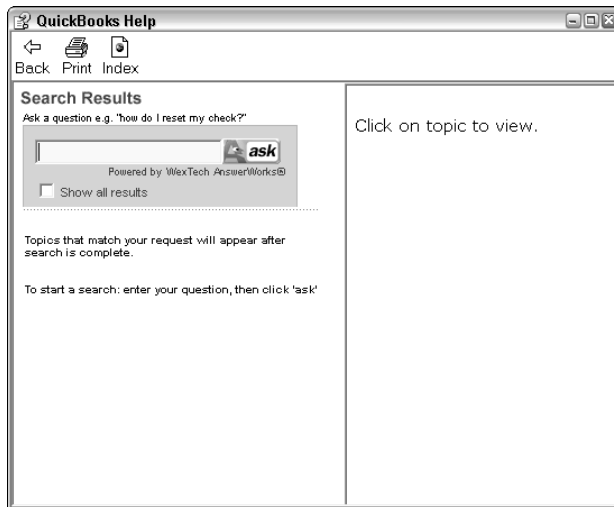 QuickBooks Help
Back Print Index
Search Results
Ask a question e.g. "how do I reset my check?"
ask
Powered by WexTech AnswerWorks®
Show all results
Topics that match your request will appear after
search is complete.
To start a search: enter your question, then click 'ask'
Click on topic to view.